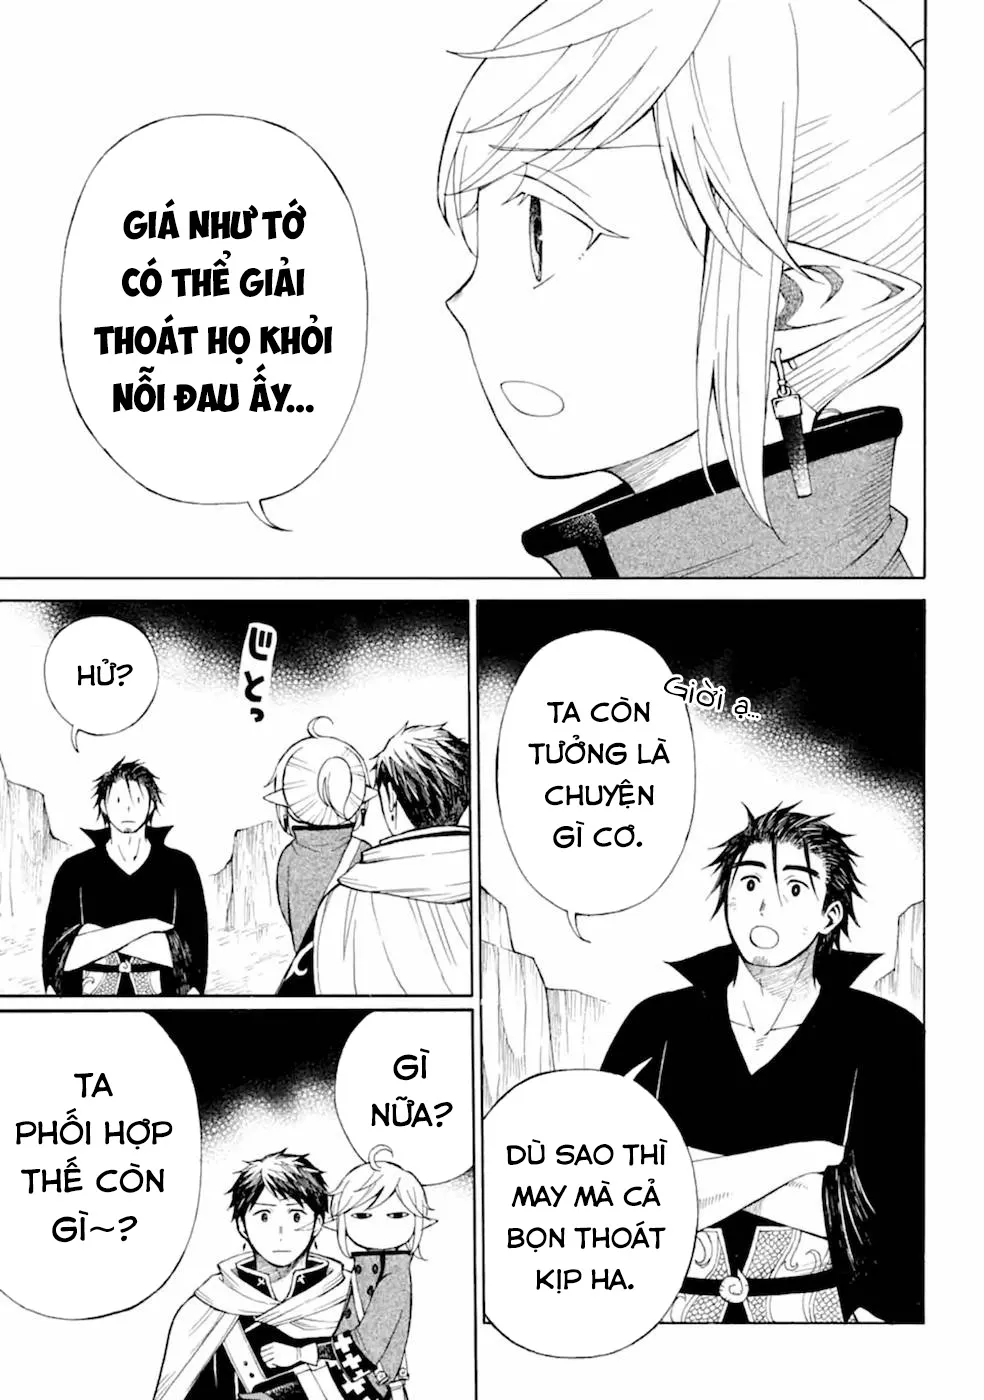 GIÁ NHƯ TỚ
CÓ THỂ GIẢI
THOÁT HỌ KHỎI
NỖI ĐAU ẤY...
Giời ạ...
TA CÒN
TƯỞNG LÀ
CHUYỆN
GÌ CƠ.
DÙ SAO THÌ
MAY MÀ CẢ
BỌN THOÁT
KỊP HA.
じとっ
HỬ?
GÌ
NỮA?
TA
PHỐI HỢP
THẾ CÒN
GÌ~?